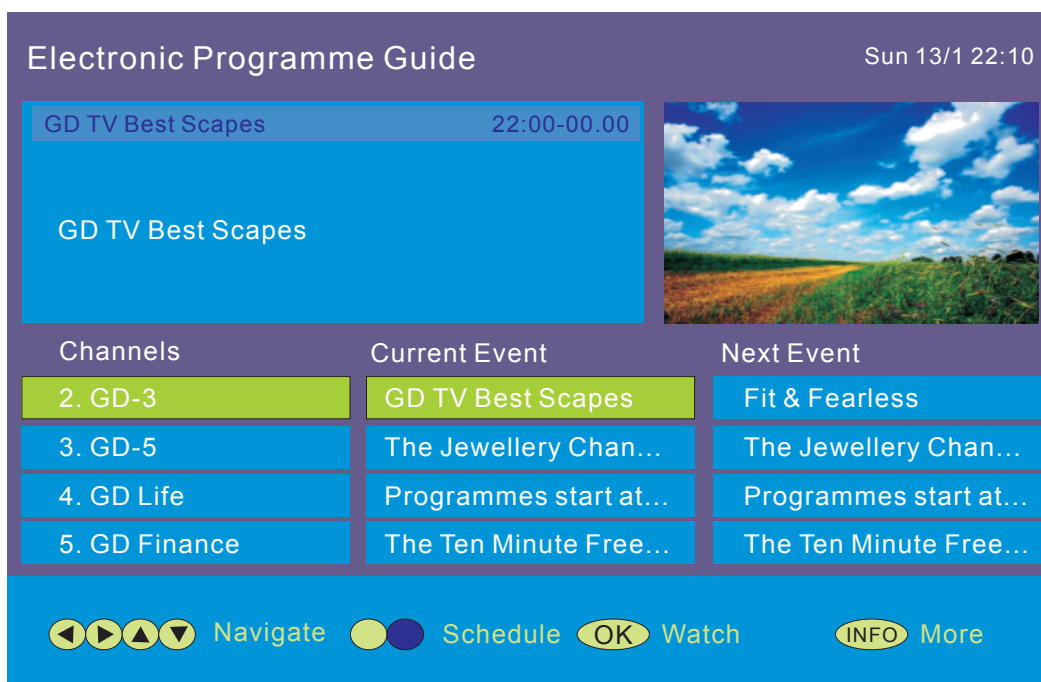 Electronic Programme Guide Sun 13/1 22:10
GD TV Best Scapes 22:00-00.00
GD TV Best Scapes
Channels Current Event Next Event
2. GD-3 GD TV Best Scapes Fit & Fearless
3. GD-5 The Jewellery Chan... The Jewellery Chan...
4. GD Life Programmes start at... Programmes start at...
5. GD Finance The Ten Minute Free... The Ten Minute Free...
Navigate Schedule OK Watch INFO More